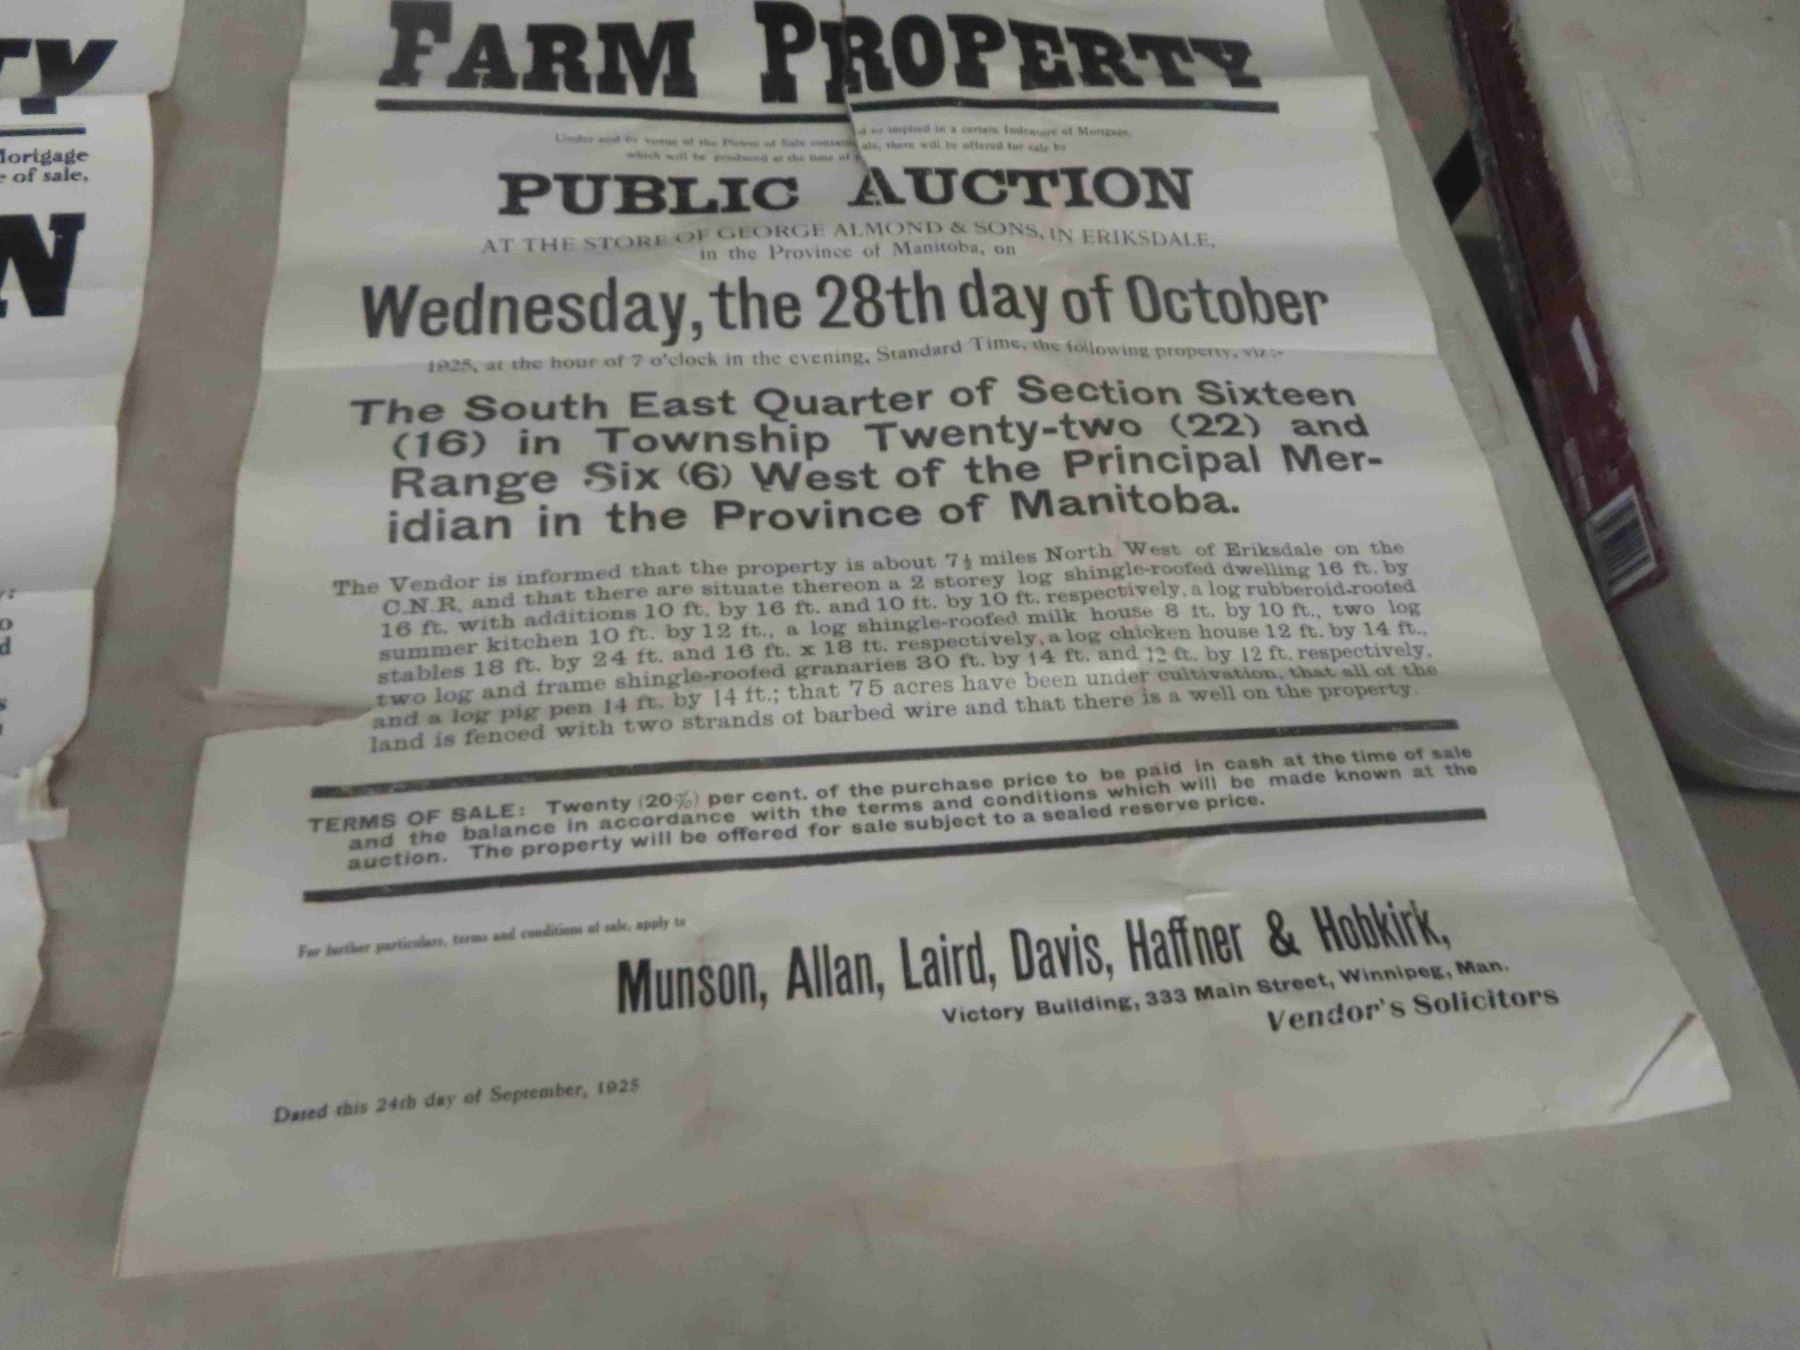 TY
FARM PROPERTY
Mortgage
e of sale,
N
Under and by virtue of the Power of Sale contained or implied in a certain Indenture of Mortgage,
which will be produced at the time of sale, there will be offered for sale by
PUBLIC AUCTION
AT THE STORE OF GEORGE ALMOND & SONS, IN ERIKSDALE,
in the Province of Manitoba, on
Wednesday, the 28th day of October
1925, at the hour of 7 o'clock in the evening, Standard Time, the following property, viz:-
The South East Quarter of Section Sixteen
(16) in Township Twenty-two (22) and
Range Six (6) West of the Principal Mer-
idian in the Province of Manitoba.
The Vendor is informed that the property is about 7½ miles North West of Eriksdale on the
C.N.R. and that there are situate thereon a 2 storey log shingle-roofed dwelling 16 ft. by
16 ft. with additions 10 ft. by 16 ft. and 10 ft. by 10 ft. respectively, a log rubberoid-roofed
summer kitchen 10 ft. by 12 ft., a log shingle-roofed milk house 8 ft. by 10 ft., two log
stables 18 ft. by 24 ft. and 16 ft. x 18 ft. respectively, a log chicken house 12 ft. by 14 ft.,
two log and frame shingle-roofed granaries 30 ft. by 14 ft. and 12 ft. by 12 ft. respectively,
and a log pig pen 14 ft. by 14 ft.; that 75 acres have been under cultivation, that all of the
land is fenced with two strands of barbed wire and that there is a well on the property.
TERMS OF SALE: Twenty (20%) per cent. of the purchase price to be paid in cash at the time of sale
and the balance in accordance with the terms and conditions which will be made known at the
auction. The property will be offered for sale subject to a sealed reserve price.
For further particulars, terms and conditions of sale, apply to
Munson, Allan, Laird, Davis, Haffner & Hobkirk,
Victory Building, 333 Main Street, Winnipeg, Man.
Vendor's Solicitors
Dated this 24th day of September, 1925